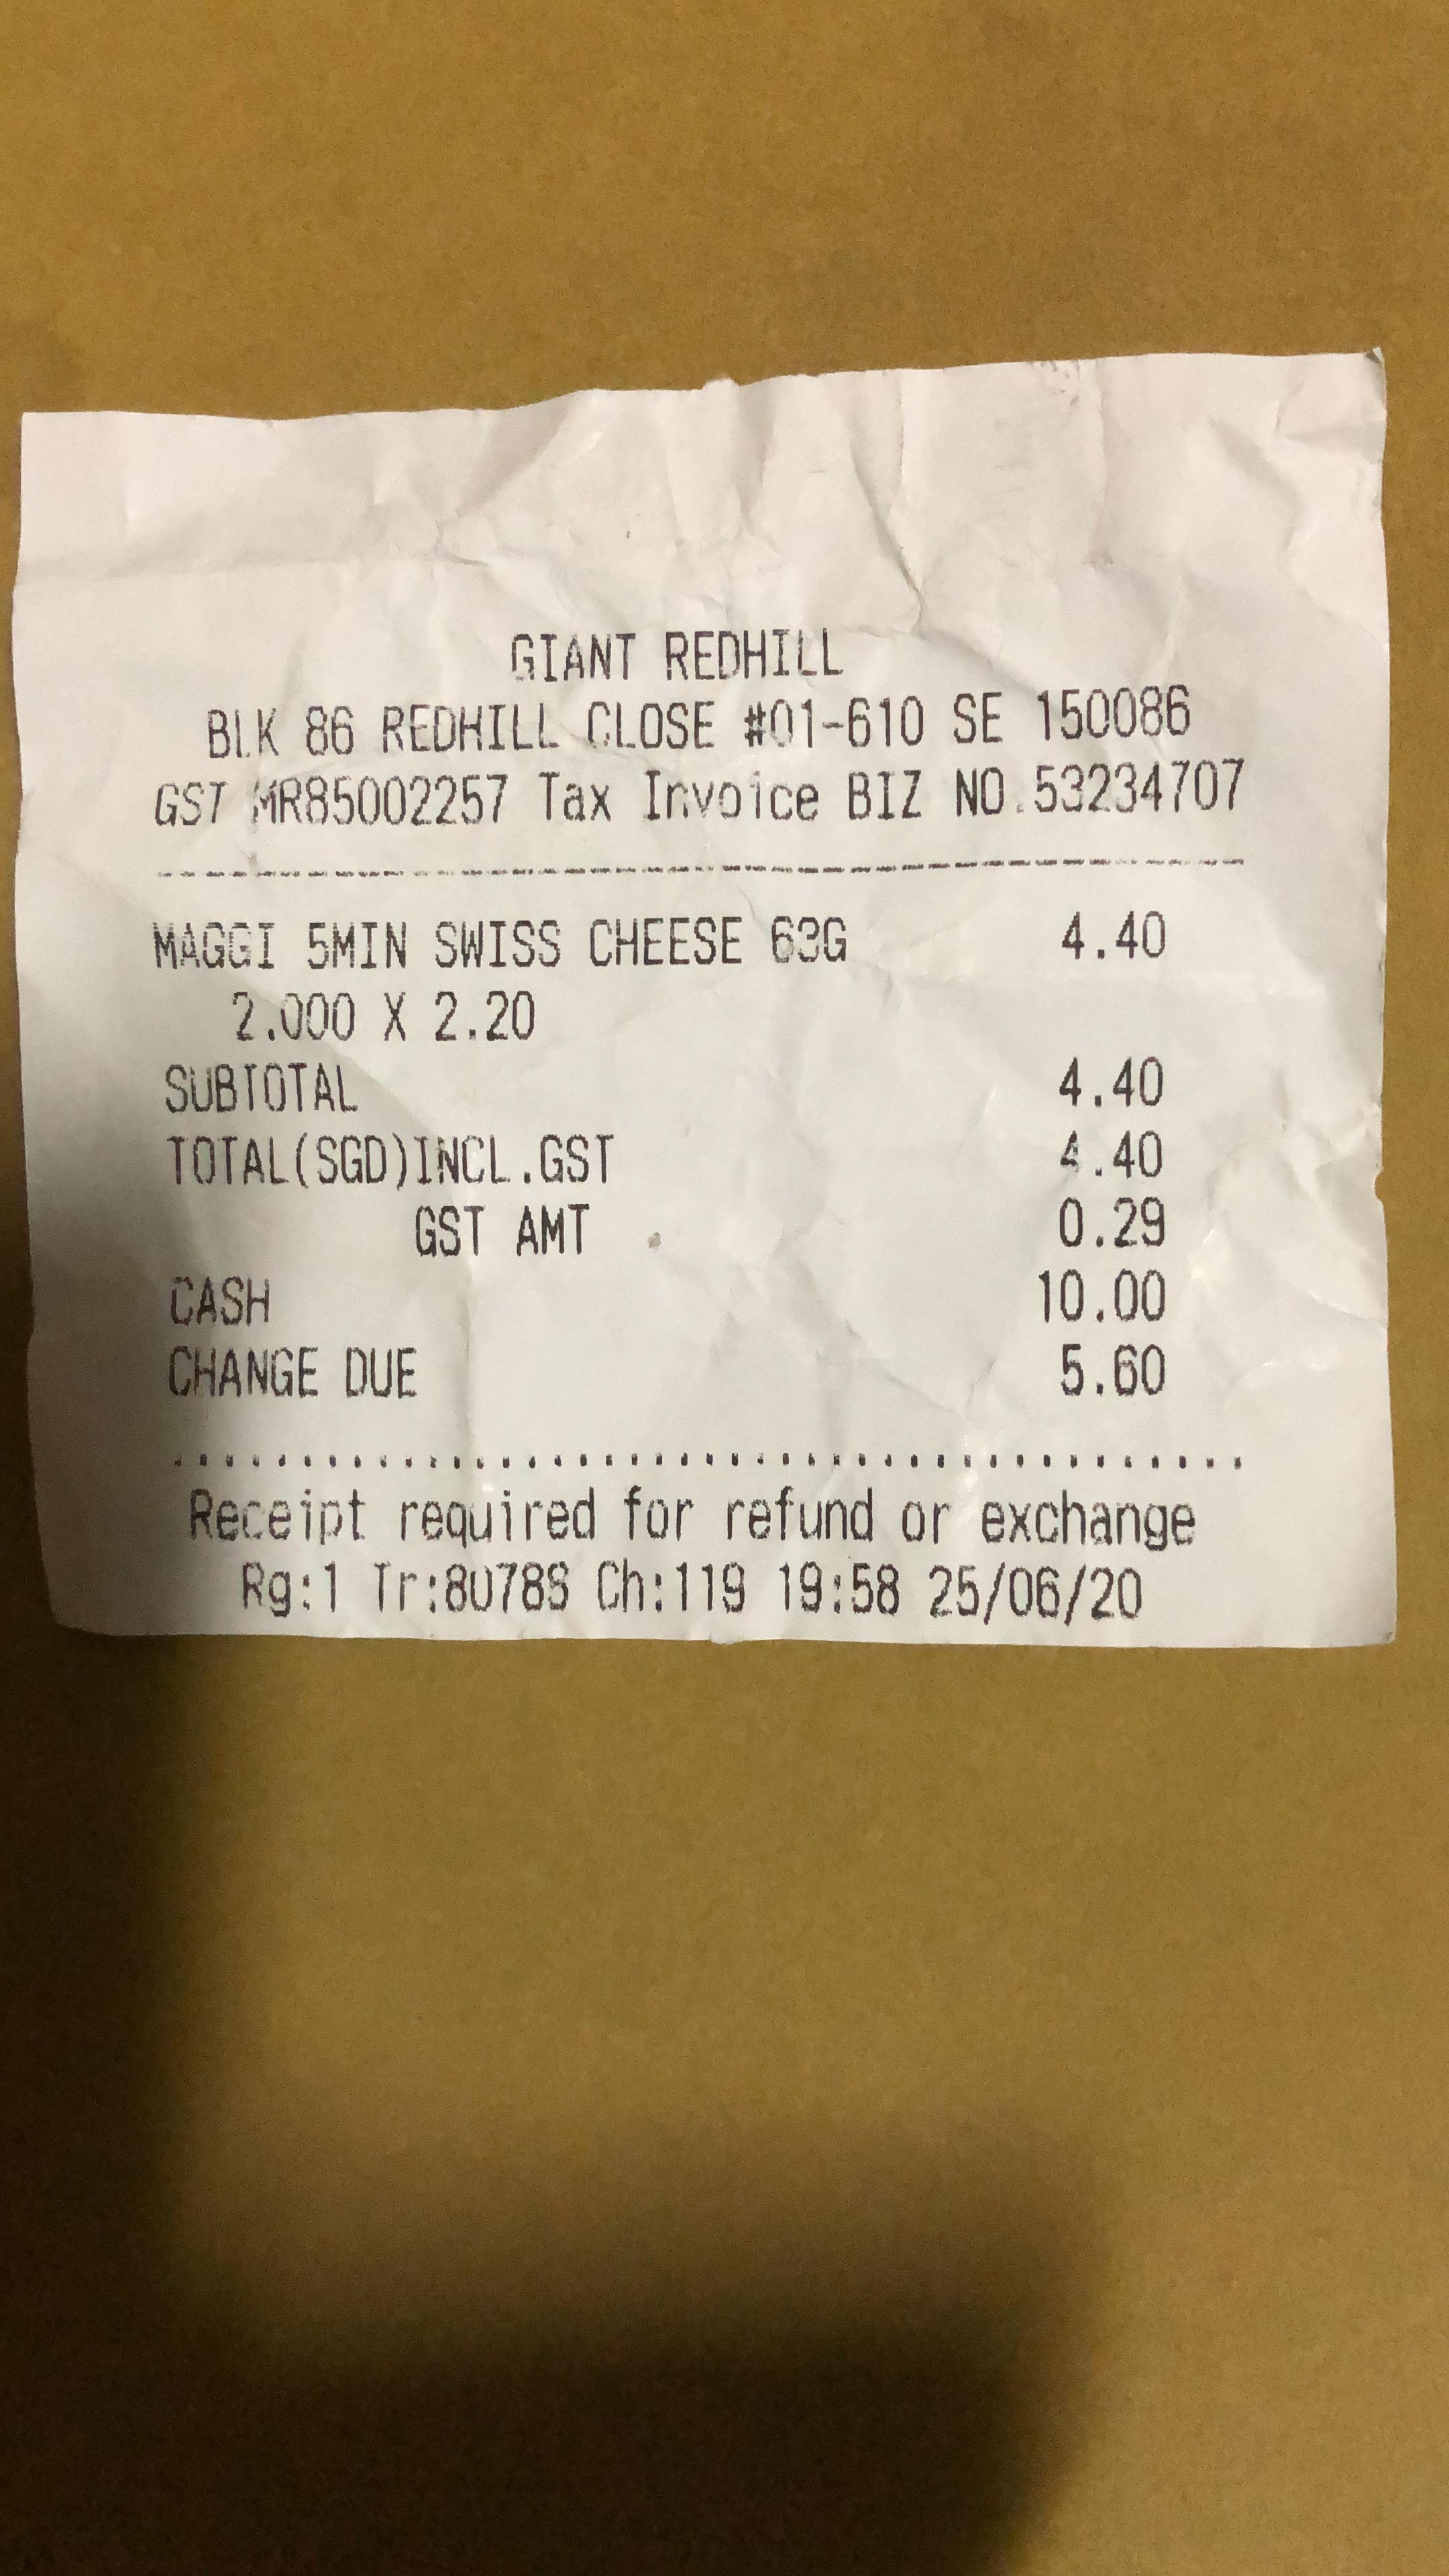 GIANT REDHILL
BLK 86 REDHILL CLOSE #01-610 SE 150086
GST MR85002257 Tax Invoice BIZ NO.53234707
MAGGI 5MIN SWISS CHEESE 63G 4.40
2.000 X 2.20
SUBTOTAL 4.40
TOTAL(SGD)INCL.GST 4.40
GST AMT 0.29
CASH 10.00
CHANGE DUE 5.60
Receipt required for refund or exchange
Rg:1 Ch:119 19:58 25/06/20